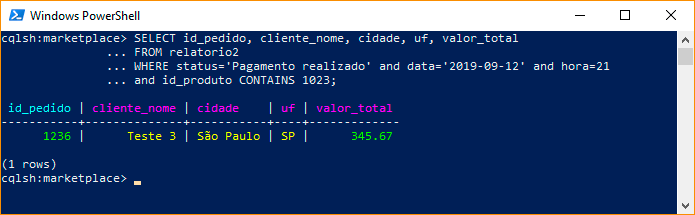 Windows PowerShell
cqlsh:marketplace> SELECT id_pedido, cliente_nome, cidade, uf, valor_total
... FROM relatorio2
... WHERE status='Pagamento realizado' and data='2019-09-12' and hora=21
... and id_produto CONTAINS 1023;
id_pedido | cliente_nome | cidade | uf | valor_total
-----------+--------------+-----------+----+-------------
1236 | Teste 3 | São Paulo | SP | 345.67
(1 rows)
cqlsh:marketplace>